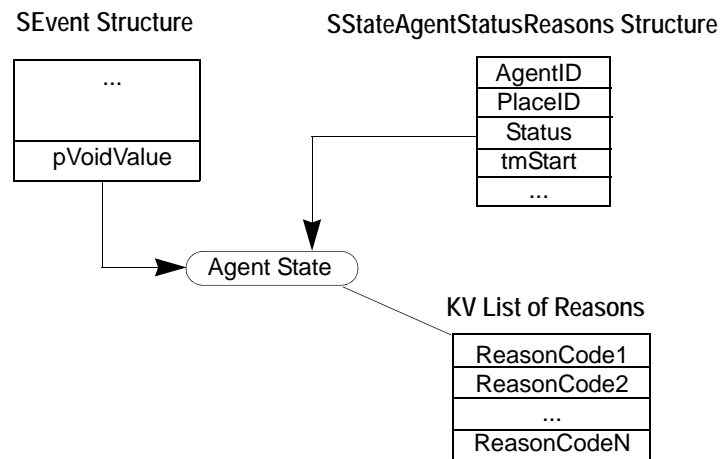 SEvent Structure
...
pVoidValue
SStateAgentStatusReasons Structure
AgentID
PlaceID
Status
tmStart
...
Agent State
KV List of Reasons
ReasonCode1
ReasonCode2
...
ReasonCodeN